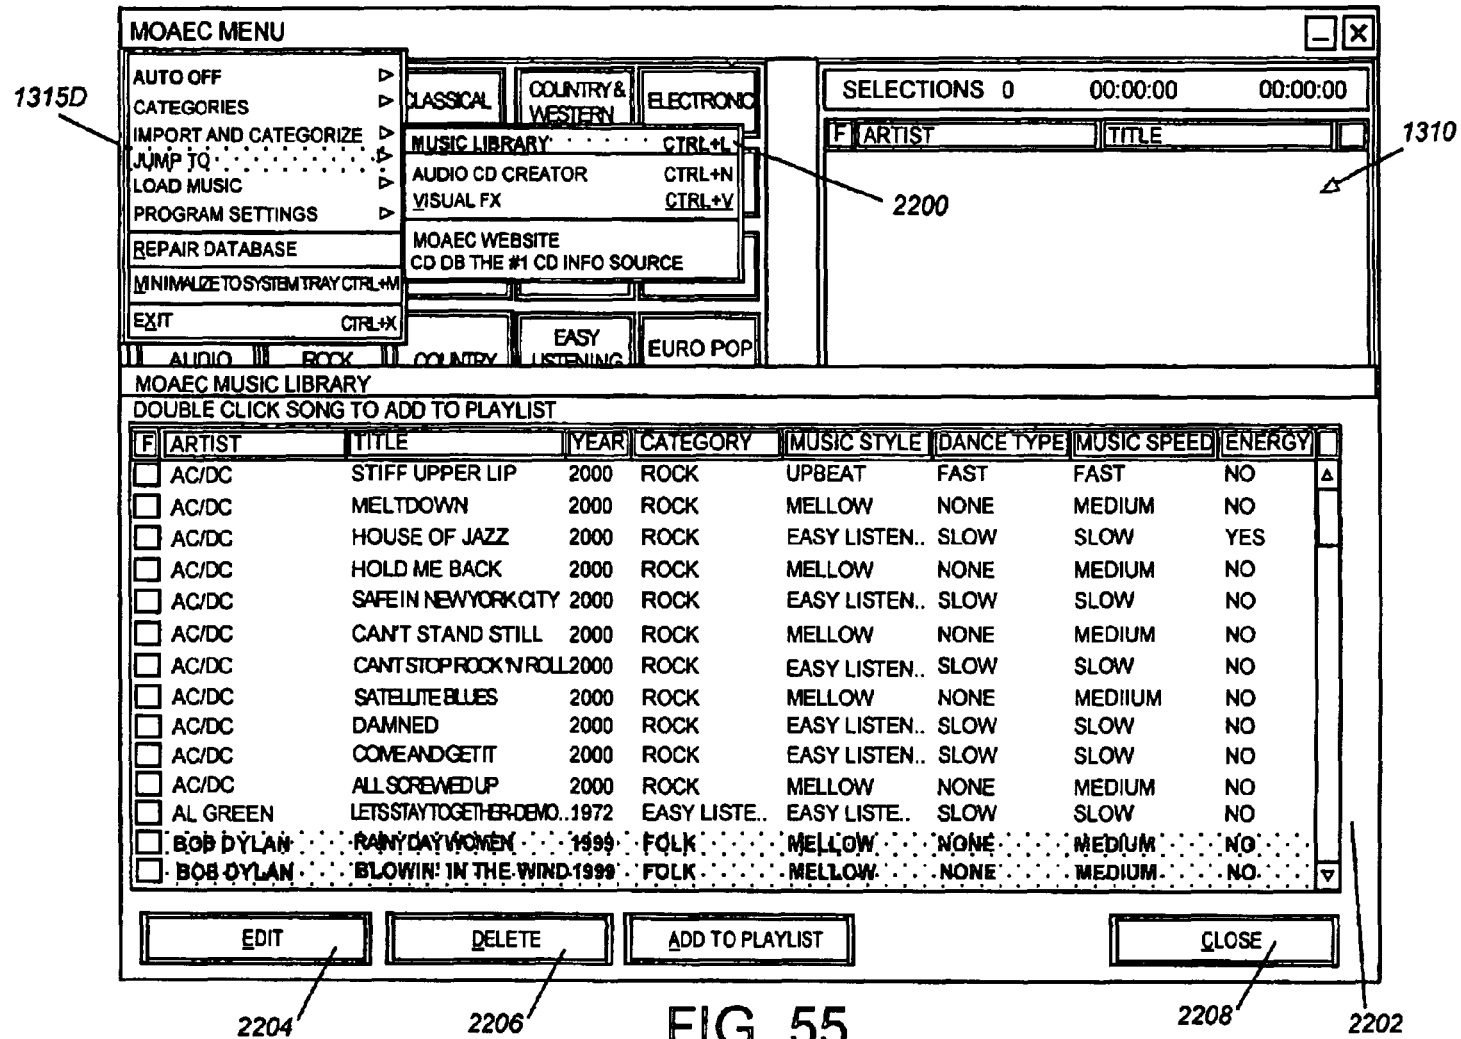 MOAEC MENU
AUTO OFF
CATEGORIES
IMPORT AND CATEGORIZE
JUMP TO
LOAD MUSIC
PROGRAM SETTINGS
REPAIR DATABASE
MINIMALIZE TO SYSTEM TRAY CTRL+M
EXIT CTRL+X
1315D
CLASSICAL COUNTRY & WESTERN ELECTRONIC
MUSIC LIBRARY CTRL+L
AUDIO CD CREATOR CTRL+N
VISUAL FX CTRL+V
MOAEC WEBSITE
CD DB THE #1 CD INFO SOURCE
2200
SELECTIONS 0 00:00:00 00:00:00
F ARTIST TITLE
1310
AUDIO ROCK COUNTRY EASY LISTENING EURO POP
MOAEC MUSIC LIBRARY
DOUBLE CLICK SONG TO ADD TO PLAYLIST
F ARTIST TITLE YEAR CATEGORY MUSIC STYLE DANCE TYPE MUSIC SPEED ENERGY
AC/DC STIFF UPPER LIP 2000 ROCK UPBEAT FAST FAST NO
AC/DC MELTDOWN 2000 ROCK MELLOW NONE MEDIUM NO
AC/DC HOUSE OF JAZZ 2000 ROCK EASY LISTEN.. SLOW SLOW YES
AC/DC HOLD ME BACK 2000 ROCK MELLOW NONE MEDIUM NO
AC/DC SAFE IN NEW YORK CITY 2000 ROCK EASY LISTEN.. SLOW SLOW NO
AC/DC CAN'T STAND STILL 2000 ROCK MELLOW NONE MEDIUM NO
AC/DC CANT STOP ROCK 'N ROLL 2000 ROCK EASY LISTEN.. SLOW SLOW NO
AC/DC SATELLITE BLUES 2000 ROCK MELLOW NONE MEDIIUM NO
AC/DC DAMNED 2000 ROCK EASY LISTEN.. SLOW SLOW NO
AC/DC COME AND GET IT 2000 ROCK EASY LISTEN.. SLOW SLOW NO
AC/DC ALL SCREWED UP 2000 ROCK MELLOW NONE MEDIUM NO
AL GREEN LETS STAY TOGETHER-DEMO.. 1972 EASY LISTE.. EASY LISTE.. SLOW SLOW NO
BOB DYLAN RAINY DAY WOMEN 1999 FOLK MELLOW NONE MEDIUM NO
BOB DYLAN BLOWIN' IN THE WIND 1999 FOLK MELLOW NONE MEDIUM NO
EDIT DELETE ADD TO PLAYLIST CLOSE
2204 2206 2208 2202
FIG. 55